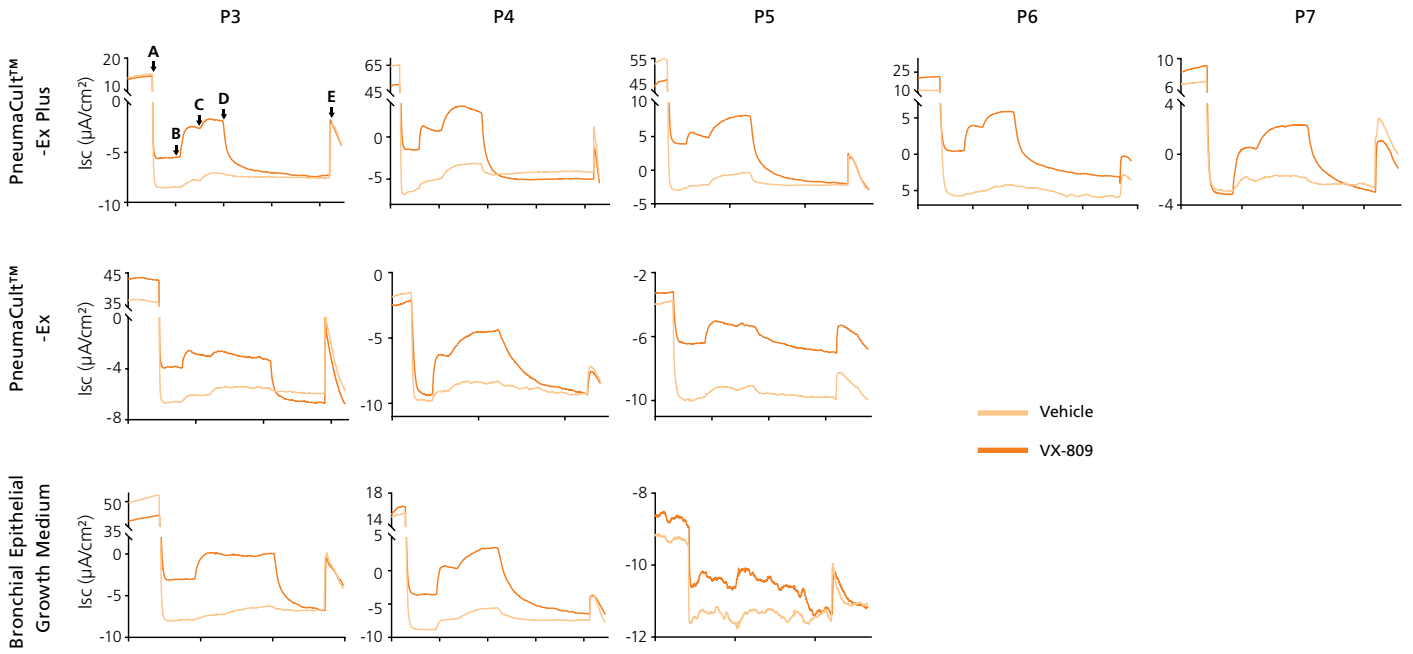 P3 P4 P5 P6 P7
PneumaCult™
-Ex Plus
Isc (µA/cm²)
20
10
0
-5
-10
A
B
C
D
E
65
45
0
-5
55
45
10
5
0
-5
25
10
5
0
5
10
6
4
0
-4
PneumaCult™
-Ex
Isc (µA/cm²)
45
35
0
-4
-8
0
-5
-10
-2
-6
-10
Vehicle
VX-809
Bronchial Epithelial
Growth Medium
Isc (µA/cm²)
50
35
0
-5
-10
18
14
5
0
-5
-10
-8
-10
-12